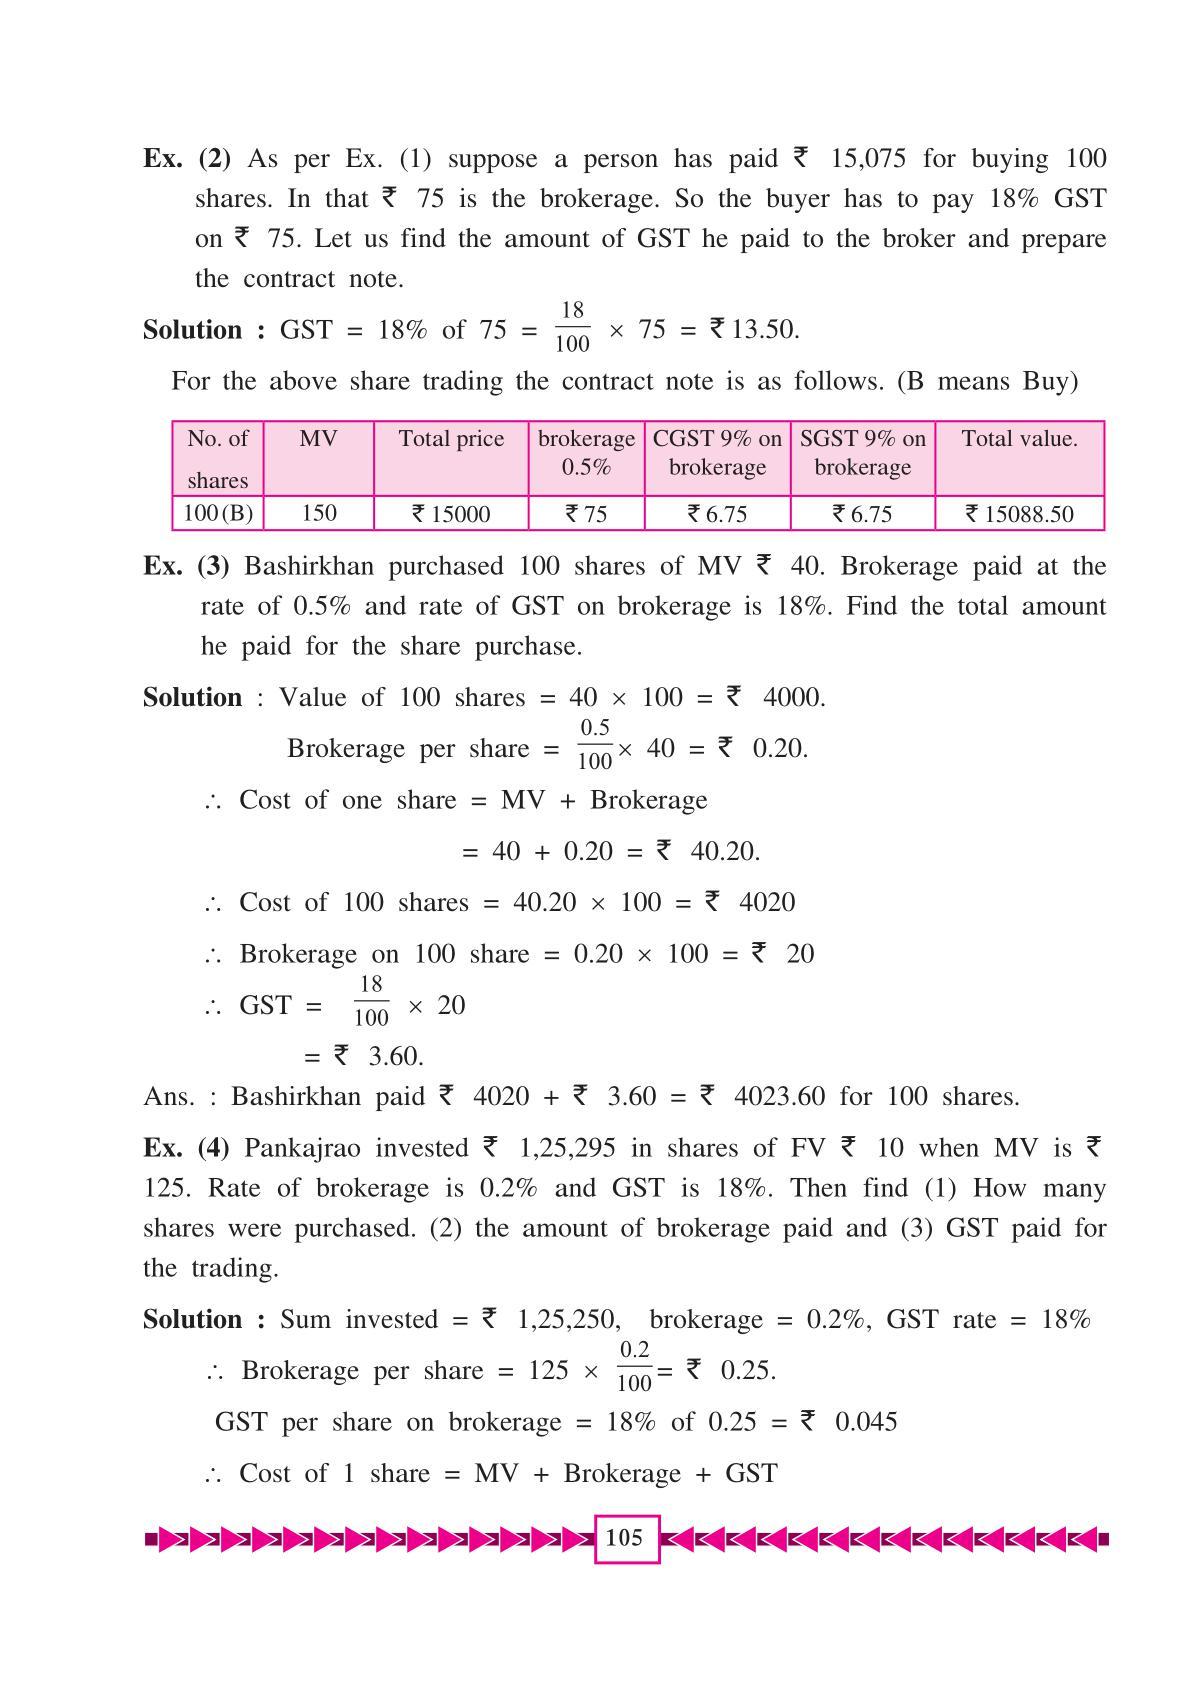 Ex. (2) As per Ex. (1) suppose a person has paid ₹ 15,075 for buying 100
shares. In that ₹ 75 is the brokerage. So the buyer has to pay 18% GST
on ₹ 75. Let us find the amount of GST he paid to the broker and prepare
the contract note.
Solution : GST = 18% of 75 = 18/100 × 75 = ₹ 13.50.
For the above share trading the contract note is as follows. (B means Buy)
No. of shares | MV | Total price | brokerage 0.5% | CGST 9% on brokerage | SGST 9% on brokerage | Total value.
100 (B) | 150 | ₹ 15000 | ₹ 75 | ₹ 6.75 | ₹ 6.75 | ₹ 15088.50
Ex. (3) Bashirkhan purchased 100 shares of MV ₹ 40. Brokerage paid at the
rate of 0.5% and rate of GST on brokerage is 18%. Find the total amount
he paid for the share purchase.
Solution : Value of 100 shares = 40 × 100 = ₹ 4000.
Brokerage per share = 0.5/100 × 40 = ₹ 0.20.
∴ Cost of one share = MV + Brokerage
= 40 + 0.20 = ₹ 40.20.
∴ Cost of 100 shares = 40.20 × 100 = ₹ 4020
∴ Brokerage on 100 share = 0.20 × 100 = ₹ 20
∴ GST = 18/100 × 20
= ₹ 3.60.
Ans. : Bashirkhan paid ₹ 4020 + ₹ 3.60 = ₹ 4023.60 for 100 shares.
Ex. (4) Pankajrao invested ₹ 1,25,295 in shares of FV ₹ 10 when MV is ₹
125. Rate of brokerage is 0.2% and GST is 18%. Then find (1) How many
shares were purchased. (2) the amount of brokerage paid and (3) GST paid for
the trading.
Solution : Sum invested = ₹ 1,25,250, brokerage = 0.2%, GST rate = 18%
∴ Brokerage per share = 125 × 0.2/100 = ₹ 0.25.
GST per share on brokerage = 18% of 0.25 = ₹ 0.045
∴ Cost of 1 share = MV + Brokerage + GST
105